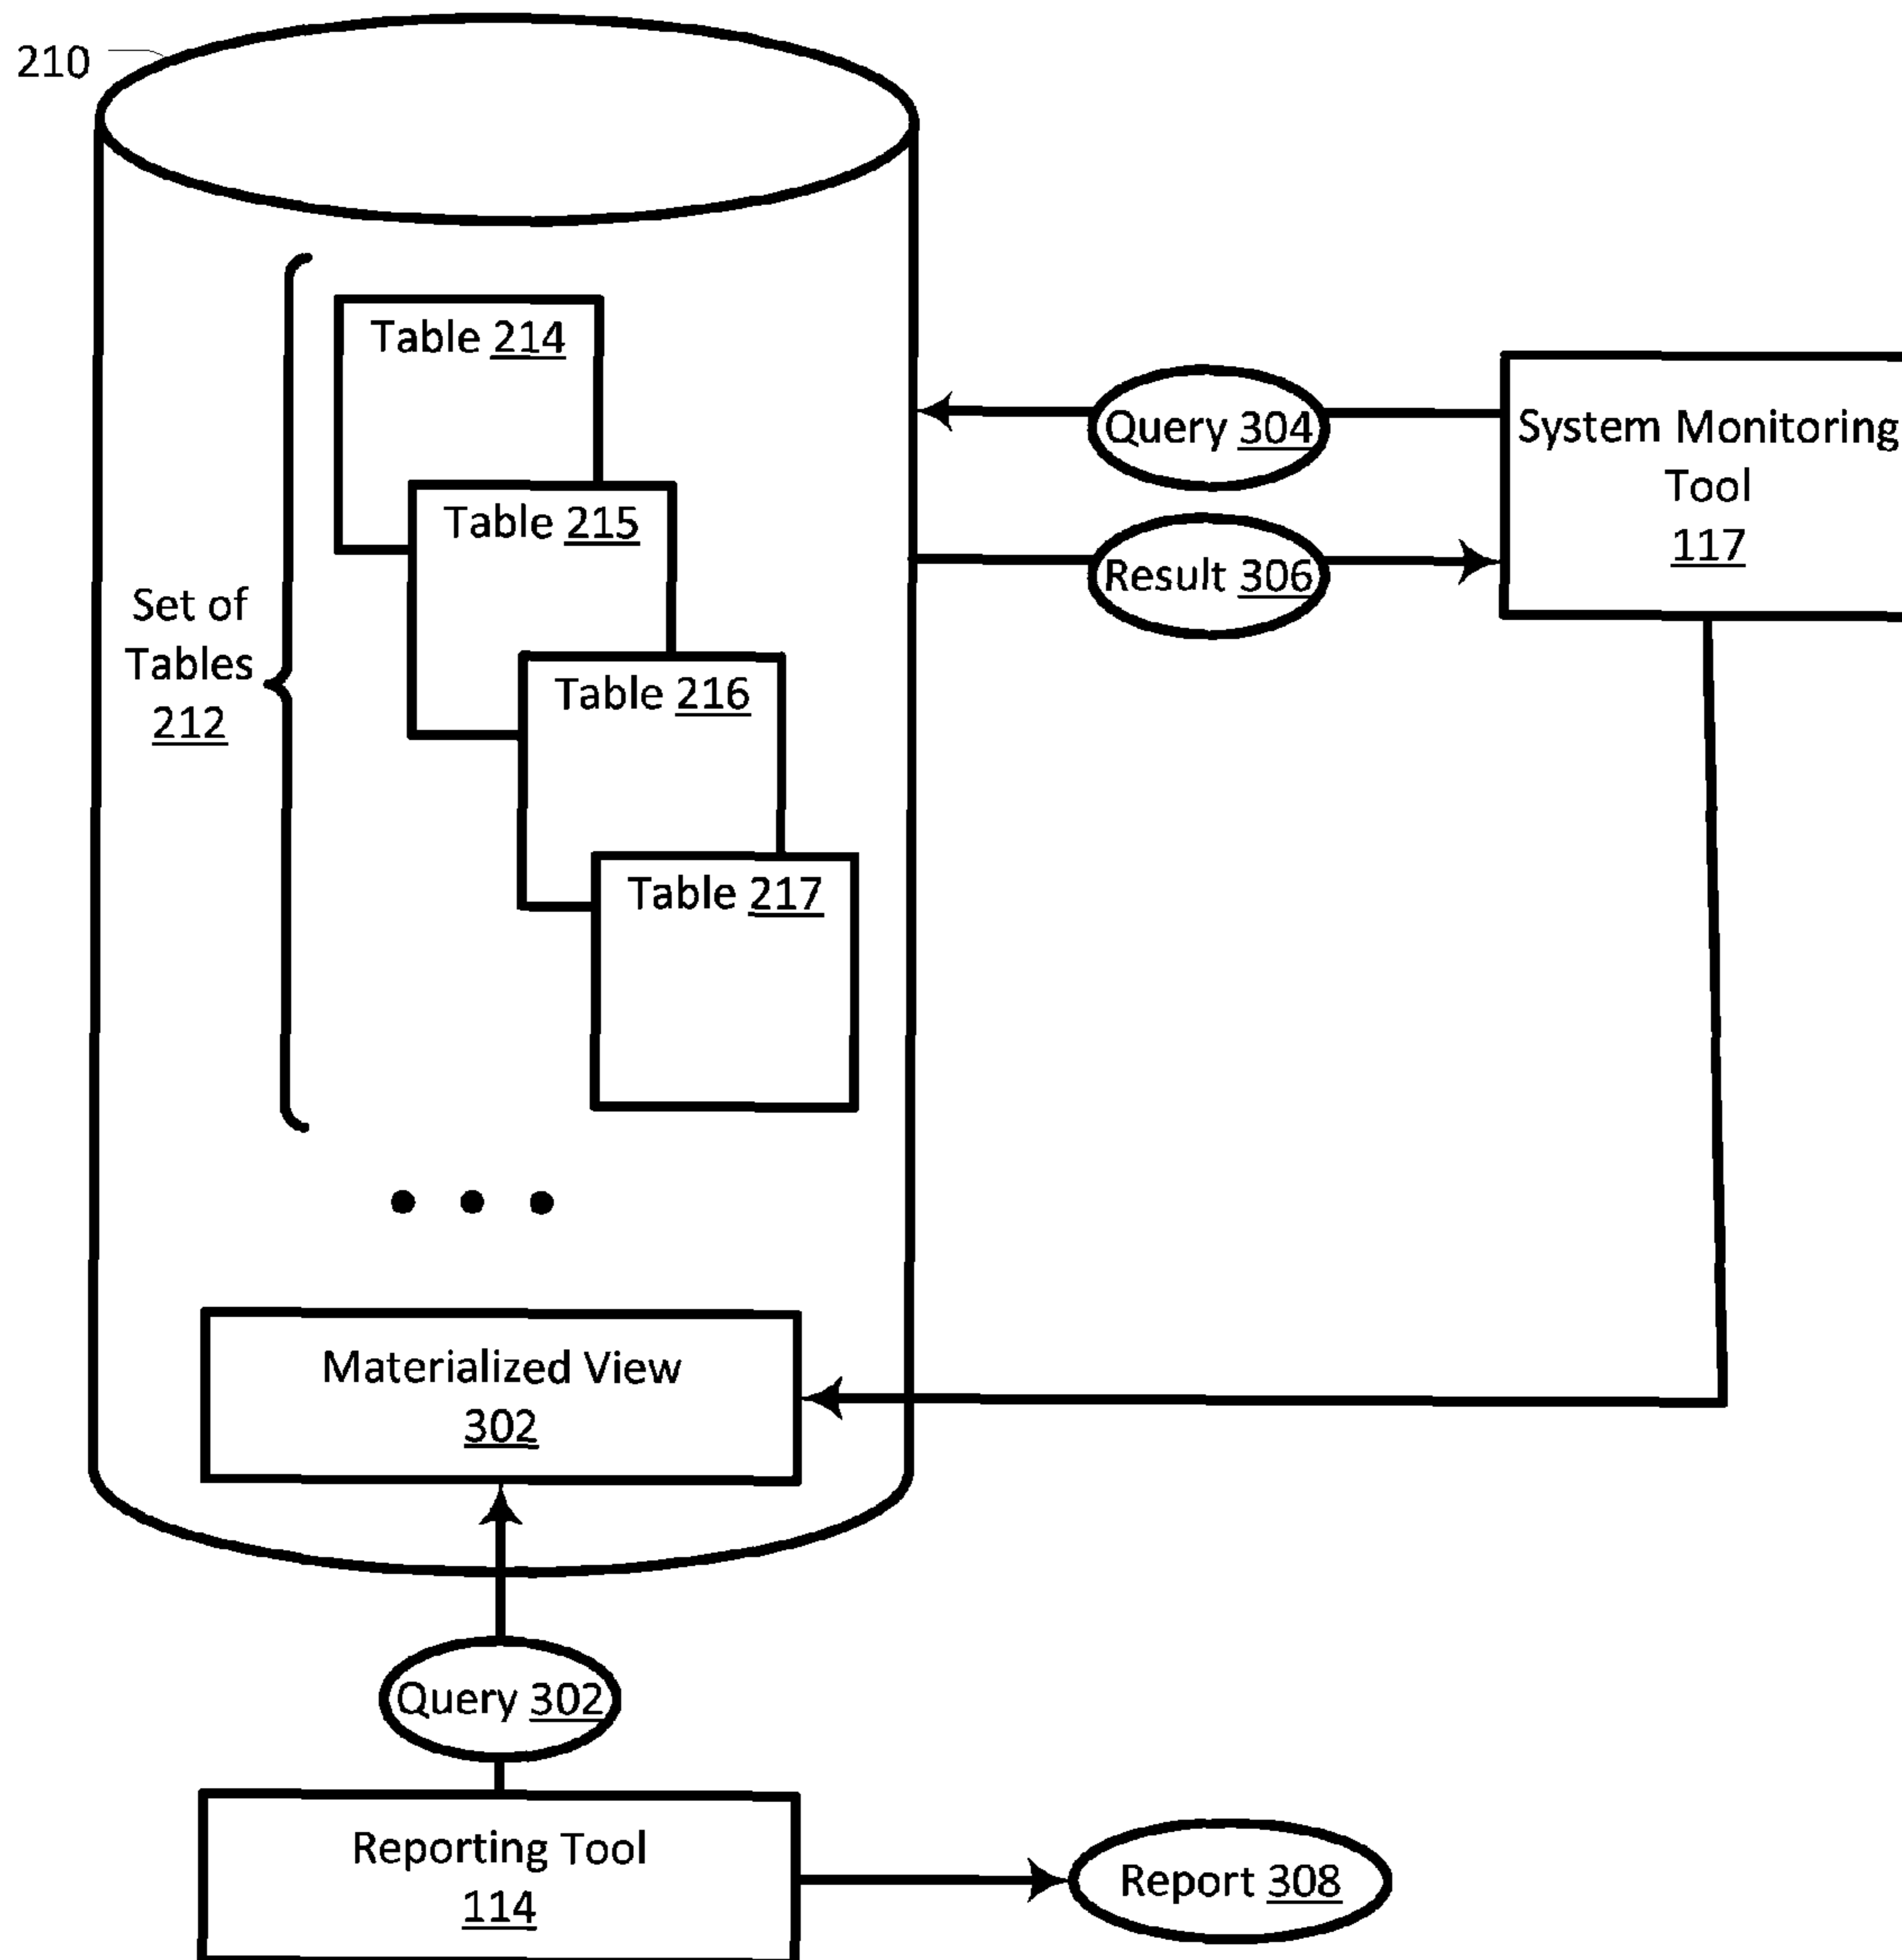 210
Table 214
Table 215
Table 216
Table 217
Set of
Tables
212
Query 304
Result 306
System Monitoring
Tool
117
Materialized View
302
Query 302
Reporting Tool
114
Report 308